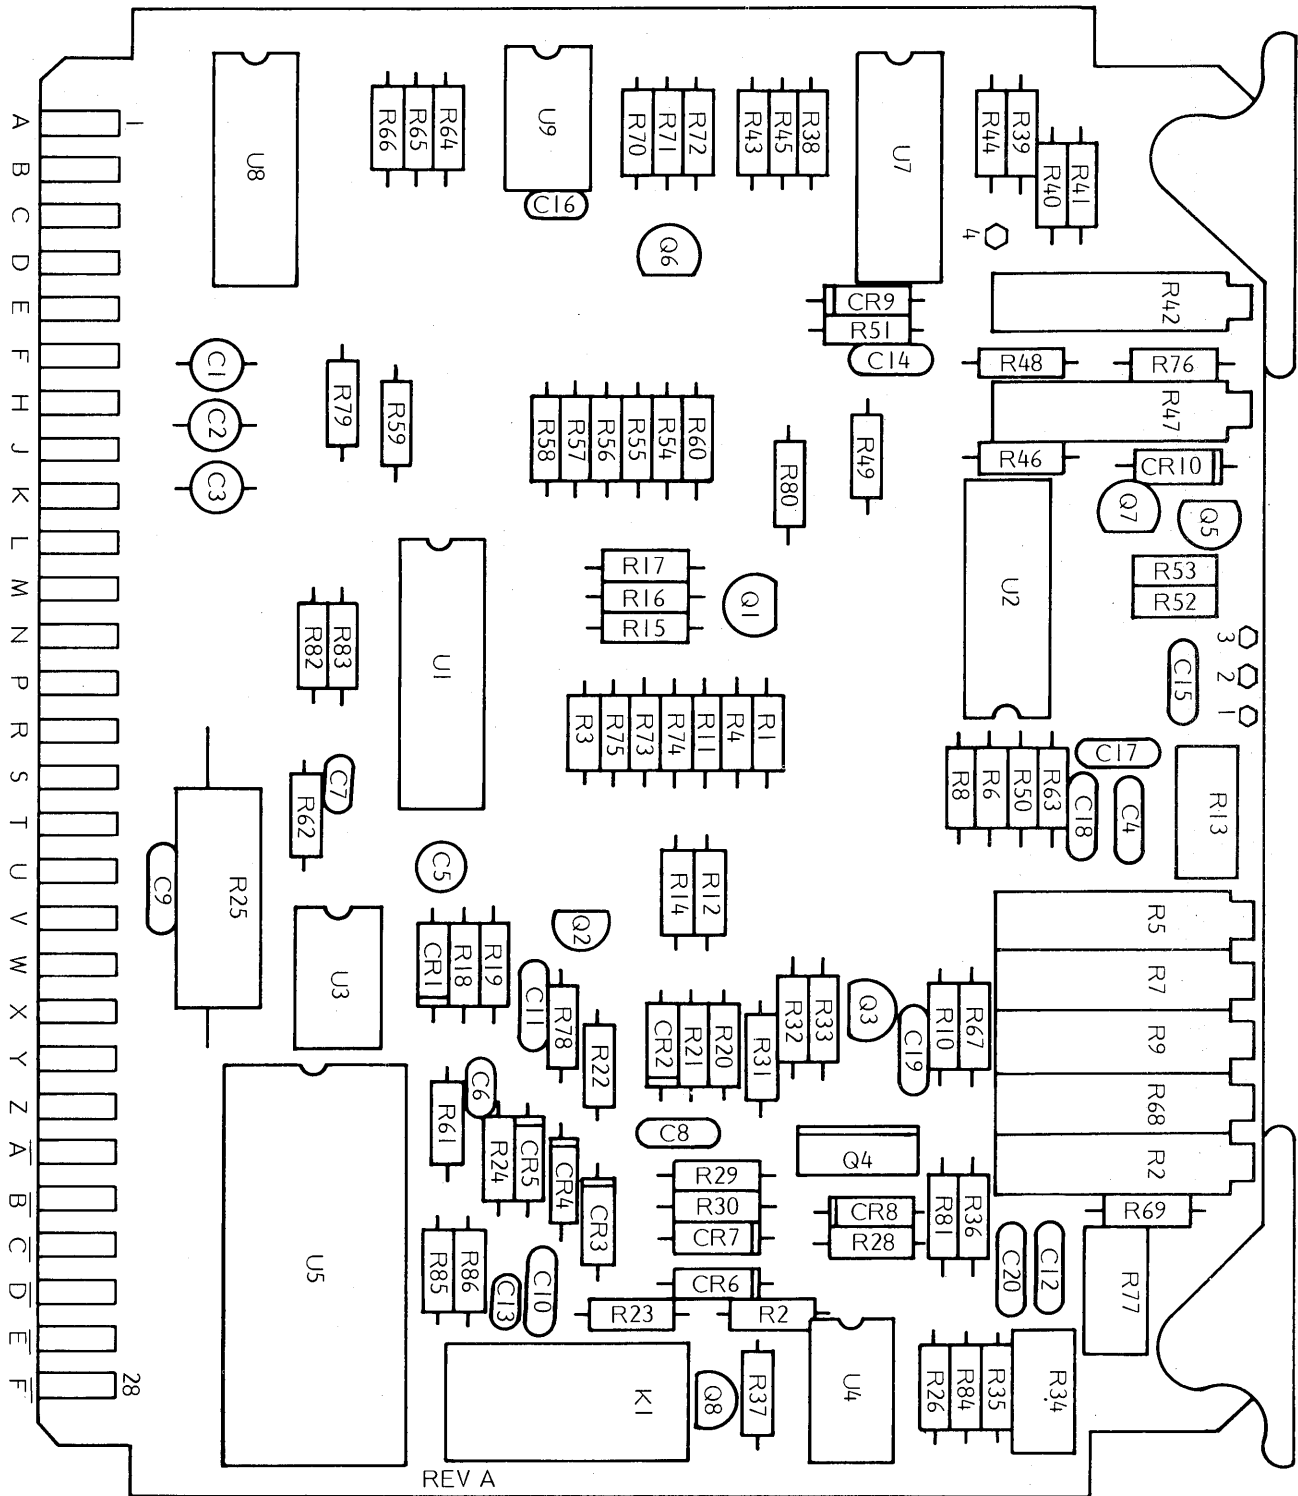 A
1
B
C
D
E
F
H
J
K
L
M
N
P
R
S
T
U
V
W
X
Y
Z
A̅
B̅
C̅
D̅
E̅
F̅
28
U8
R66
R65
R64
U9
C16
R70
R71
R72
Q6
R43
R45
R38
U7
R44
R39
R40
R41
4
CR9
R51
C14
R42
R48
R76
R47
R46
CR10
Q7
Q5
R53
R52
C1
C2
C3
R79
R59
R58
R57
R56
R55
R54
R60
R80
R49
U2
3
2
1
C15
R17
R16
R15
Q1
U1
R82
R83
R3
R75
R73
R74
R11
R4
R1
C17
R8
R6
R50
R63
C18
C4
R13
C7
R62
C5
R25
C9
R14
R12
R5
R7
R9
R68
R2
U3
CR1
R18
R19
Q2
C11
R78
R22
CR2
R21
R20
R31
R32
R33
Q3
C19
R10
R67
C6
R61
R24
CR5
CR4
CR3
C8
Q4
R29
R30
CR7
CR8
R28
R81
R36
R69
C20
C12
R77
U5
R85
R86
C13
C10
CR6
R23
R2
K1
Q8
R37
U4
R26
R84
R35
R34
REV A